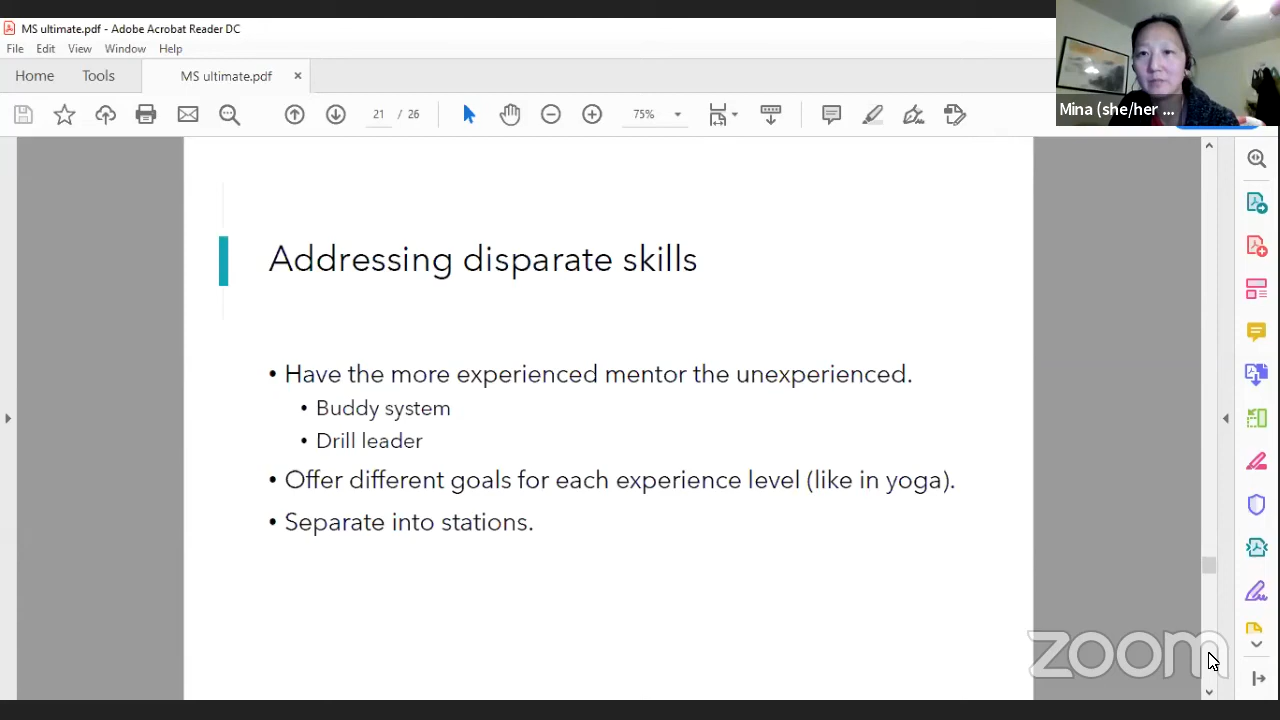 MS ultimate.pdf - Adobe Acrobat Reader DC
File Edit View Window Help
Home Tools MS ultimate.pdf ×
21 / 26 75%
Mina (she/her ...
Addressing disparate skills
• Have the more experienced mentor the unexperienced.
• Buddy system
• Drill leader
• Offer different goals for each experience level (like in yoga).
• Separate into stations.
zoom